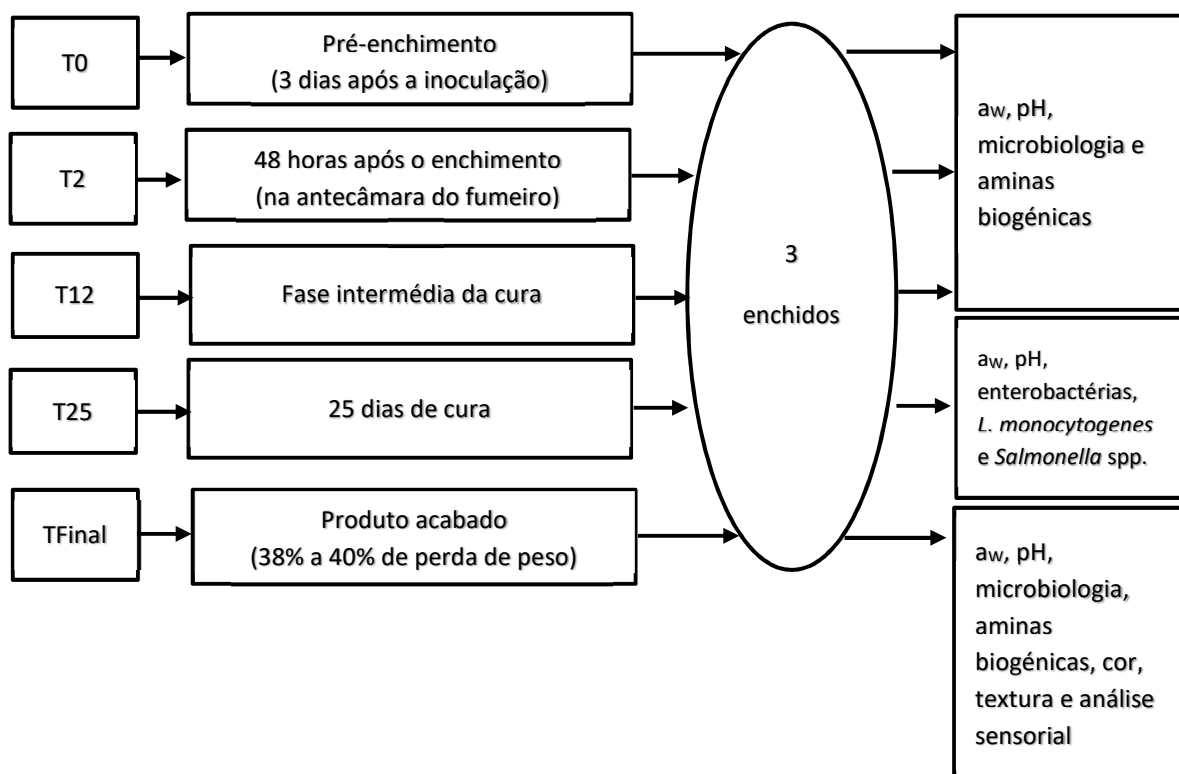 T0
Pré-enchimento
(3 dias após a inoculação)
T2
48 horas após o enchimento
(na antecâmara do fumeiro)
T12
Fase intermédia da cura
T25
25 dias de cura
TFinal
Produto acabado
(38% a 40% de perda de peso)
3
enchidos
aw, pH,
microbiologia e
aminas
biogénicas
aw, pH,
enterobactérias,
L. monocytogenes
e Salmonella spp.
aw, pH,
microbiologia,
aminas
biogénicas, cor,
textura e análise
sensorial